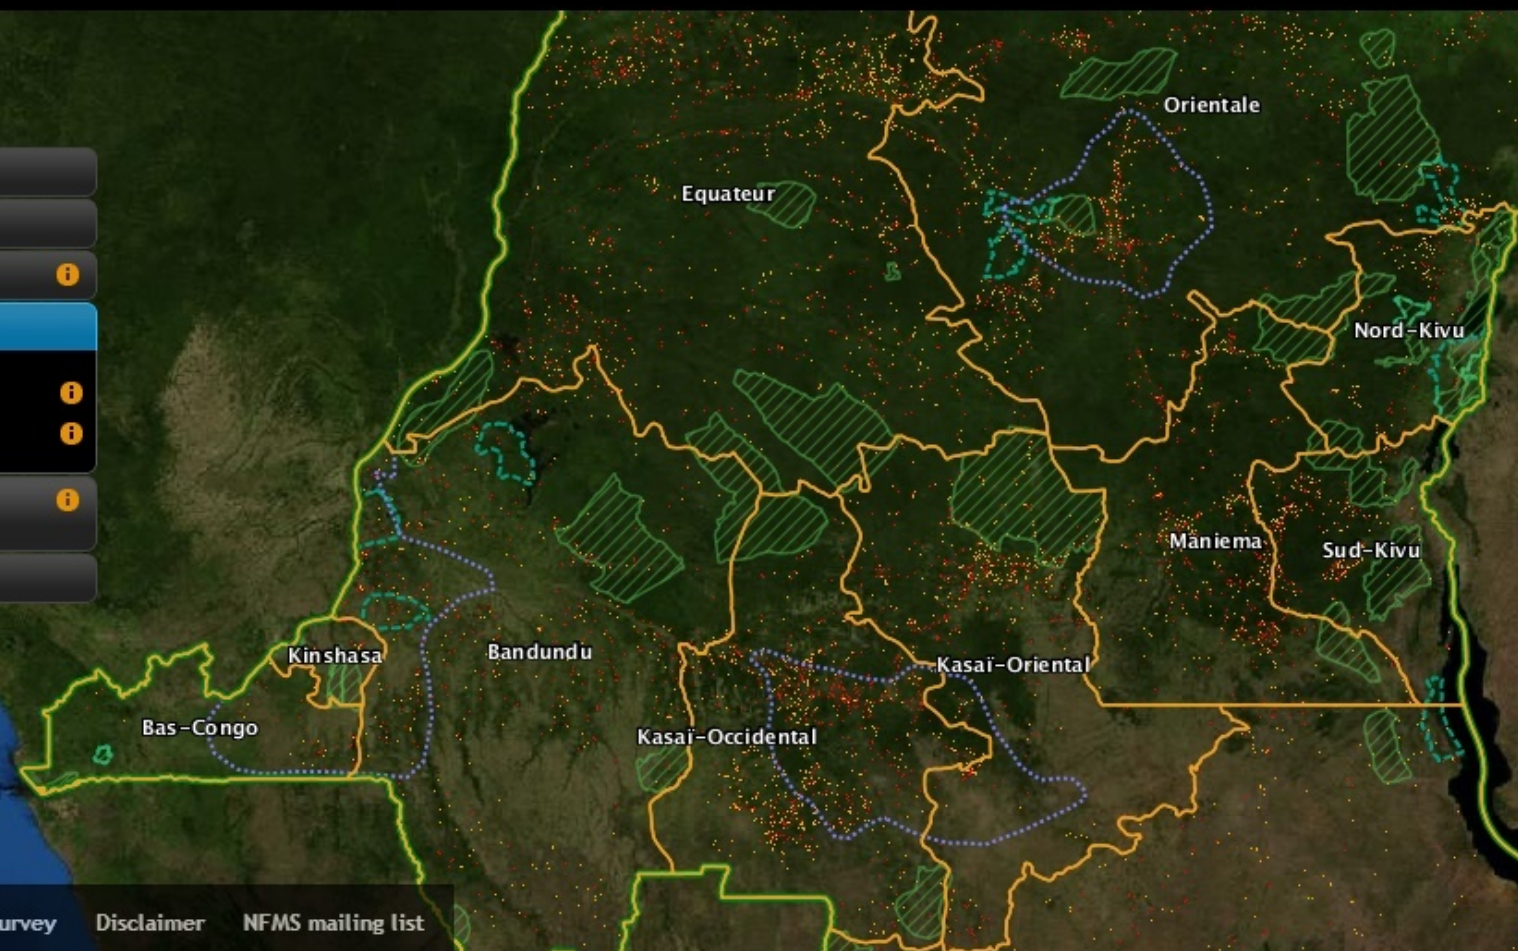 Orientale
Equateur
Nord-Kivu
Maniema
Sud-Kivu
Kinshasa
Bandundu
Kasaï-Oriental
Bas-Congo
Kasaï-Occidental
Disclaimer
NFMS mailing list